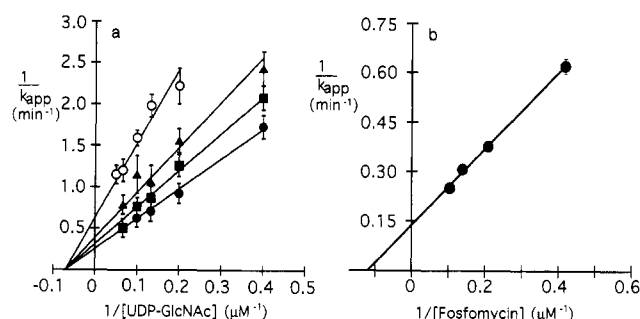 a
1
kapp
(min⁻¹)
3.0
2.5
2.0
1.5
1.0
0.5
-0.1 0 0.1 0.2 0.3 0.4 0.5
1/[UDP-GlcNAc] (μM⁻¹)
b
1
kapp
(min⁻¹)
0.75
0.60
0.45
0.30
0.15
0 0.2 0.4 0.6
1/[Fosfomycin] (μM⁻¹)